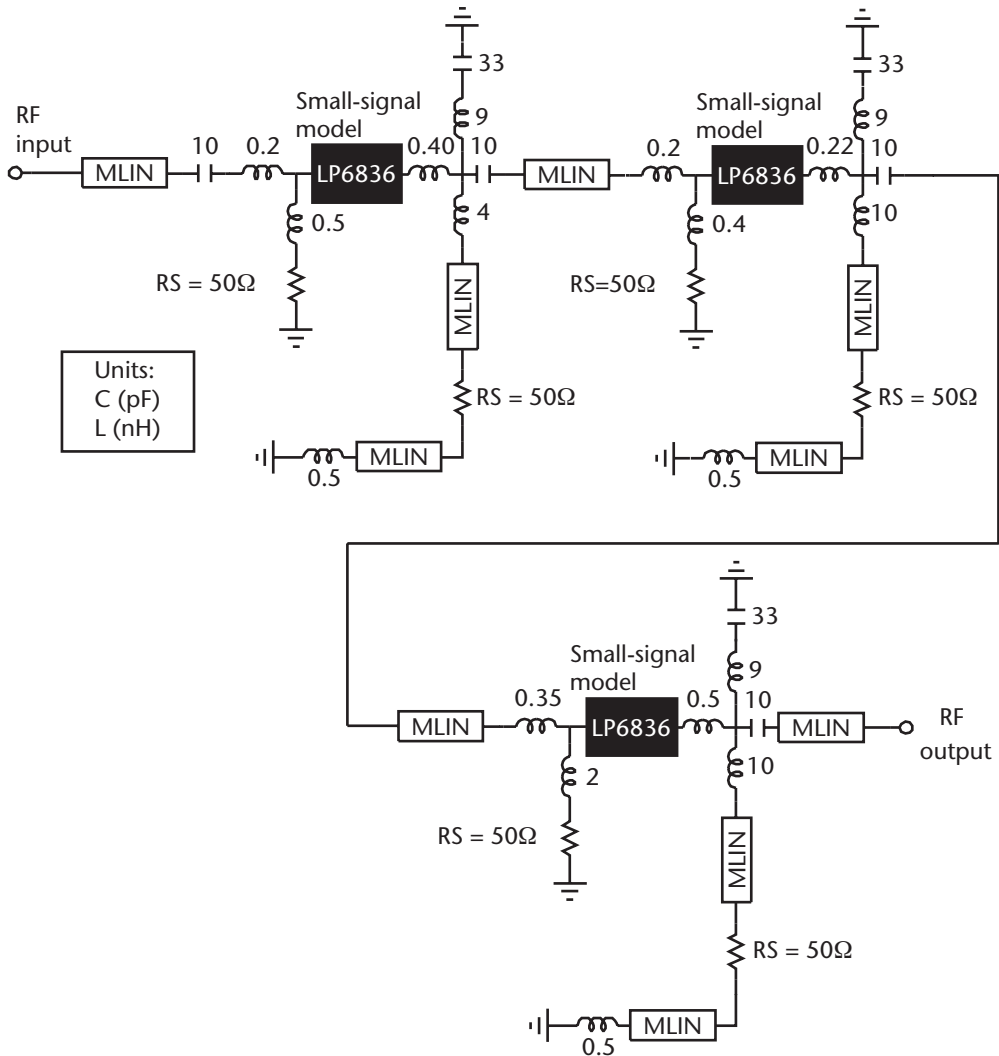 33
Small-signal
model
9
RF
input
10
0.2
LP6836
0.40
10
MLIN
0.5
4
RS = 50Ω
MLIN
RS = 50Ω
MLIN
0.5
MLIN
33
Small-signal
model
9
0.2
LP6836
0.22
10
0.4
10
RS=50Ω
MLIN
RS = 50Ω
MLIN
0.5
Units:
C (pF)
L (nH)
33
Small-signal
model
9
0.35
LP6836
0.5
10
MLIN
MLIN
RF
output
2
10
RS = 50Ω
MLIN
RS = 50Ω
MLIN
0.5